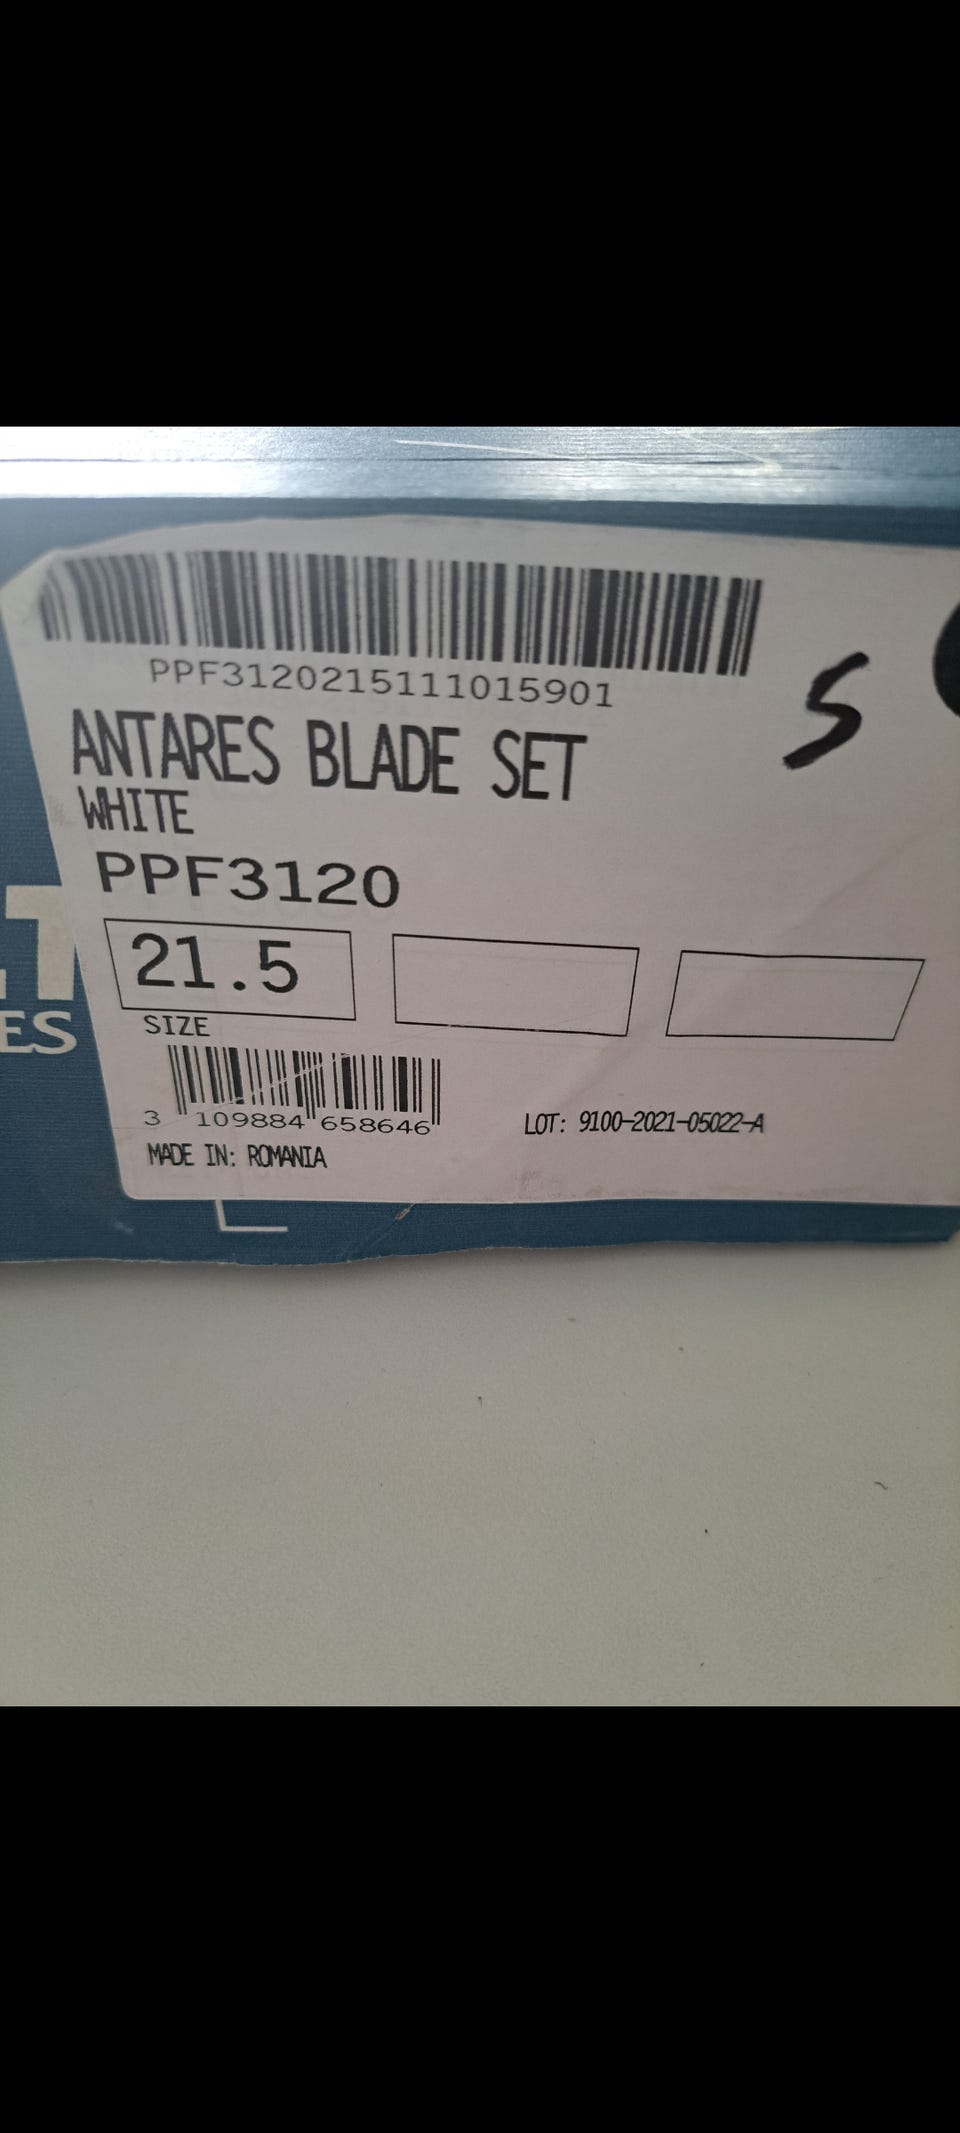 PPF3120215111015901
S
ANTARES BLADE SET
WHITE
PPF3120
21.5
SIZE
ES
3 109884 658646
LOT: 9100-2021-05022-A
MADE IN: ROMANIA